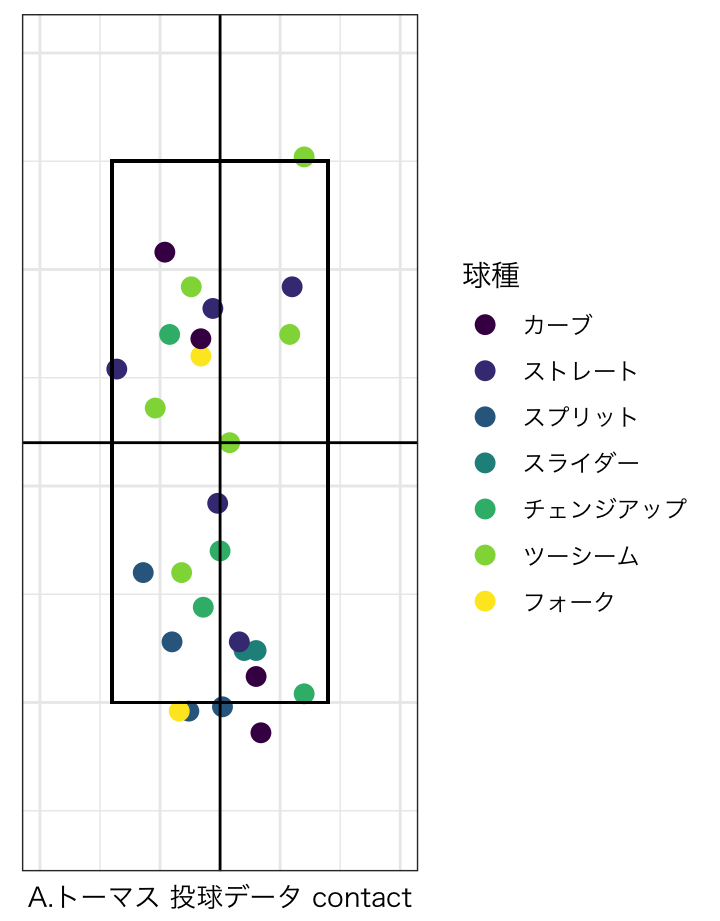 球種
カーブ
ストレート
スプリット
スライダー
チェンジアップ
ツーシーム
フォーク
A.トーマス 投球データ contact